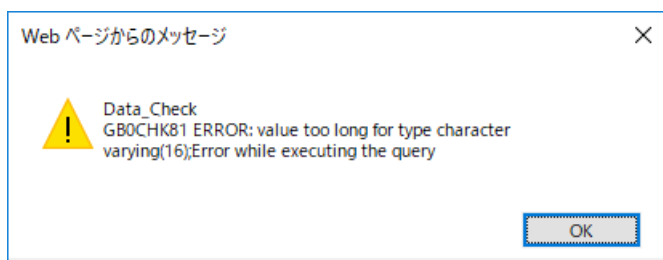 Web ページからのメッセージ
Data_Check
GB0CHK81 ERROR: value too long for type character
varying(16);Error while executing the query
OK